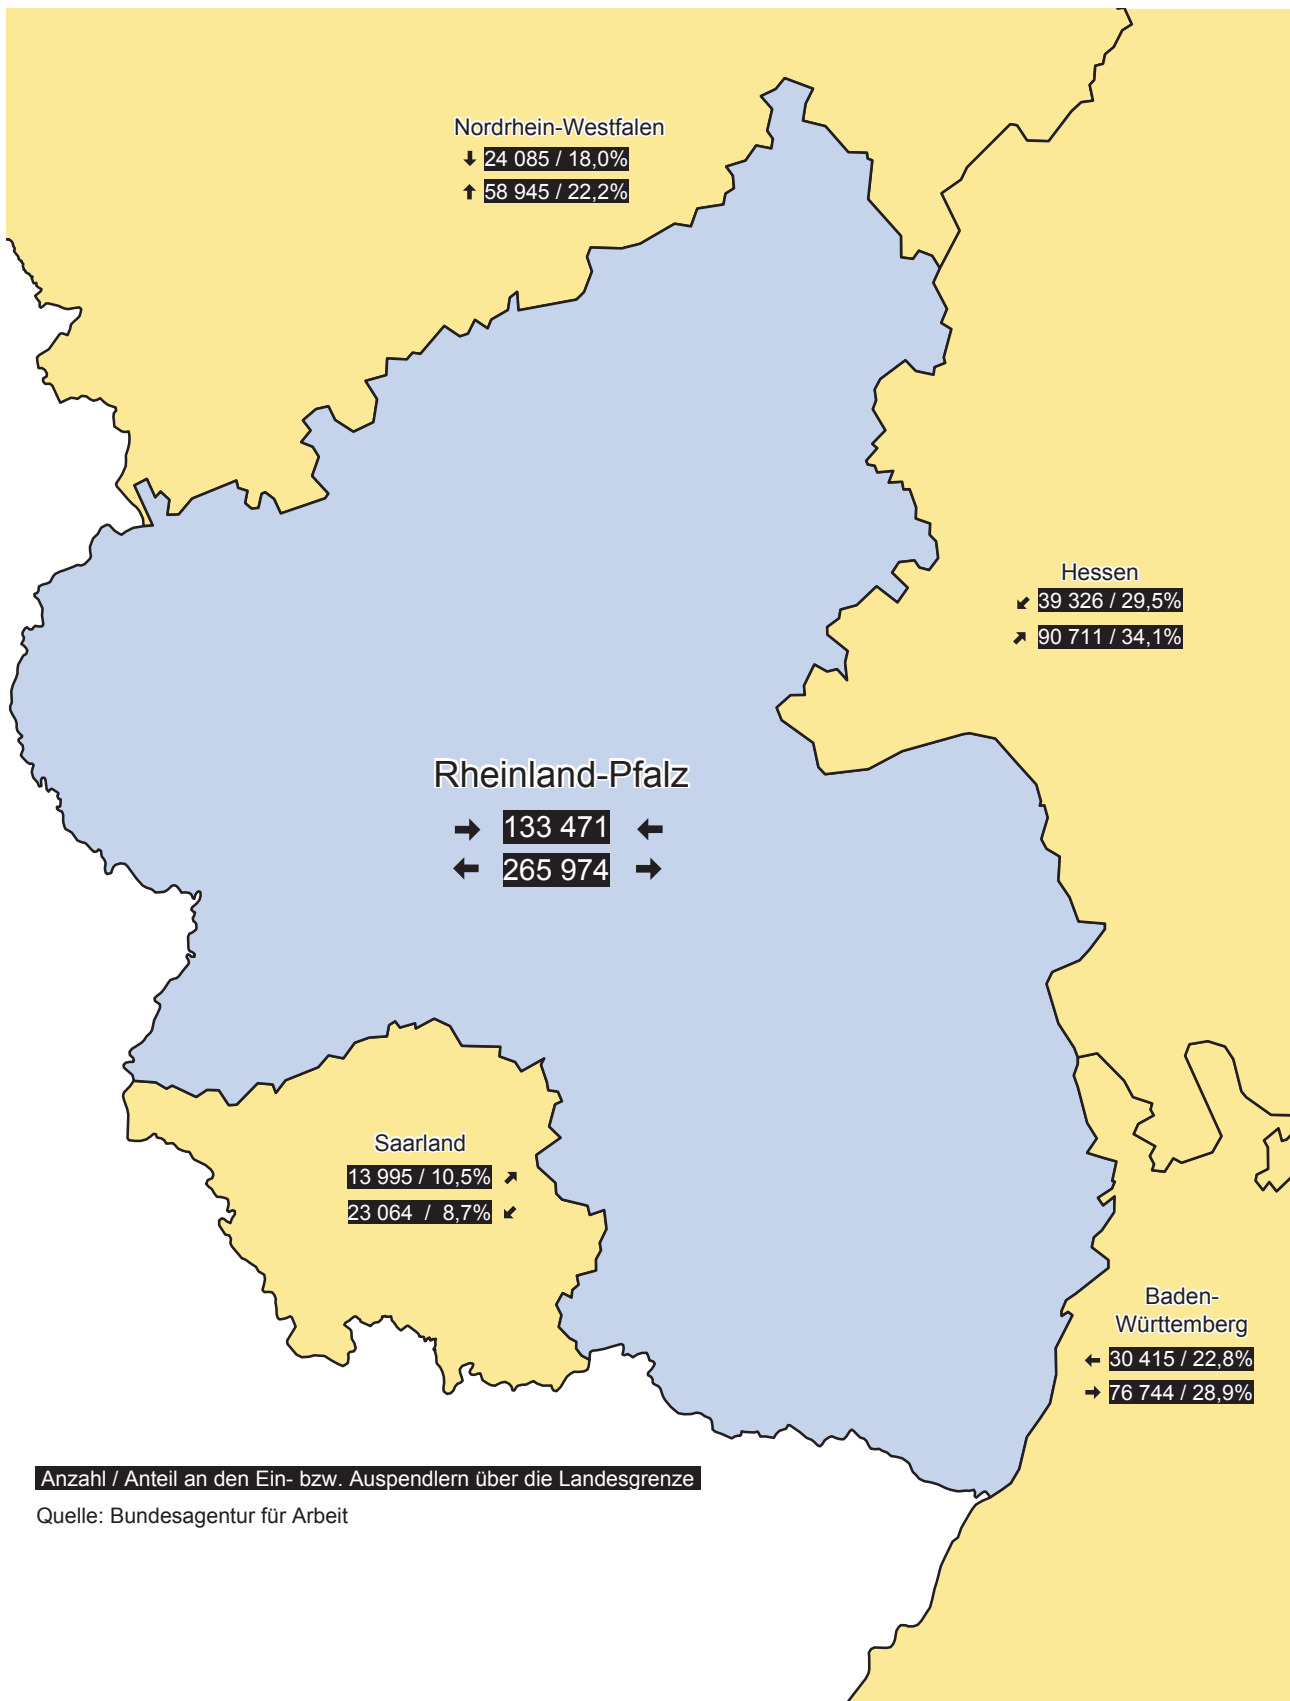 Nordrhein-Westfalen
24 085 / 18,0%
58 945 / 22,2%
Hessen
39 326 / 29,5%
90 711 / 34,1%
Rheinland-Pfalz
133 471
265 974
Saarland
13 995 / 10,5%
23 064 / 8,7%
Baden-
Württemberg
30 415 / 22,8%
76 744 / 28,9%
Anzahl / Anteil an den Ein- bzw. Auspendlern über die Landesgrenze
Quelle: Bundesagentur für Arbeit